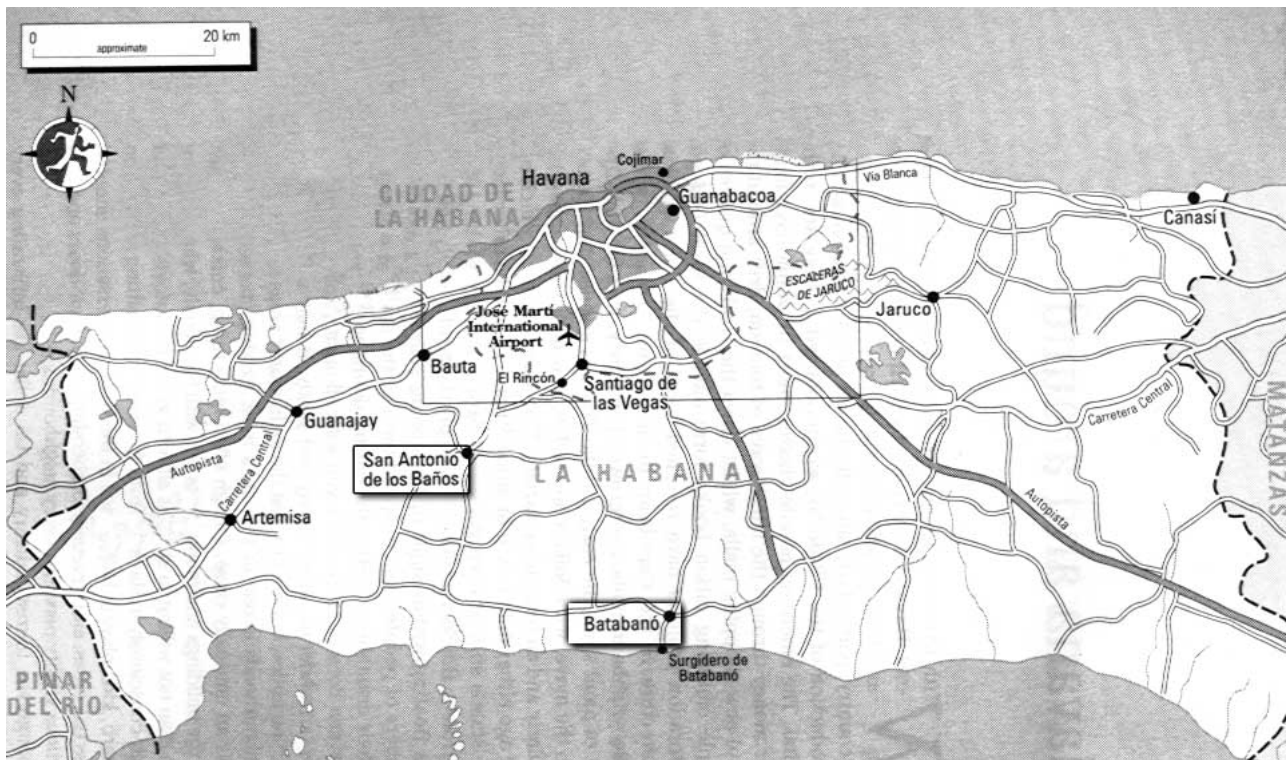 0 20 km
approximate
N
Cojímar
Havana
CIUDAD DE
LA HABANA
Guanabacoa
Vía Blanca
Canasí
ESCALERAS
DE JARUCO
Jaruco
José Martí
International
Airport
Bauta
El Rincón
Santiago de
las Vegas
Guanajay
Carretera Central
MATANZAS
Autopista
Carretera Central
San Antonio
de los Baños
LA HABANA
Autopista
Artemisa
Batabanó
Surgidero de
Batabanó
PINAR
DEL RIO